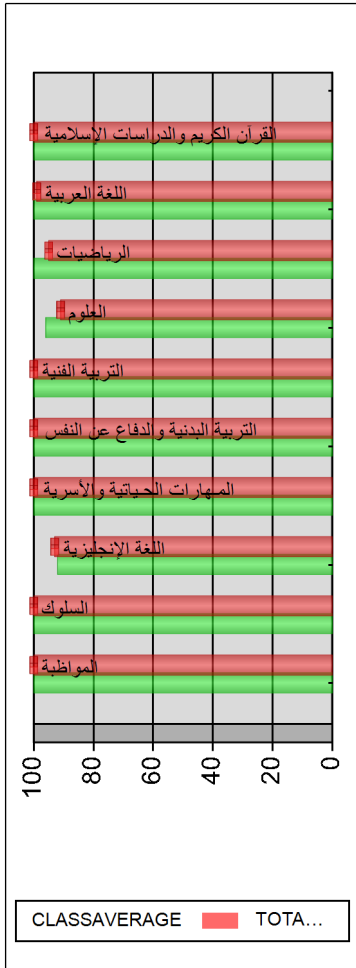 القرآن الكريم والدراسات الإسلامية
اللغة العربية
الرياضيات
العلوم
التربية الفنية
التربية البدنية والدفاع عن النفس
المهارات الحياتية والأسرية
اللغة الإنجليزية
السلوك
المواظبة
100 80 60 40 20 0
CLASSAVERAGE TOTA...